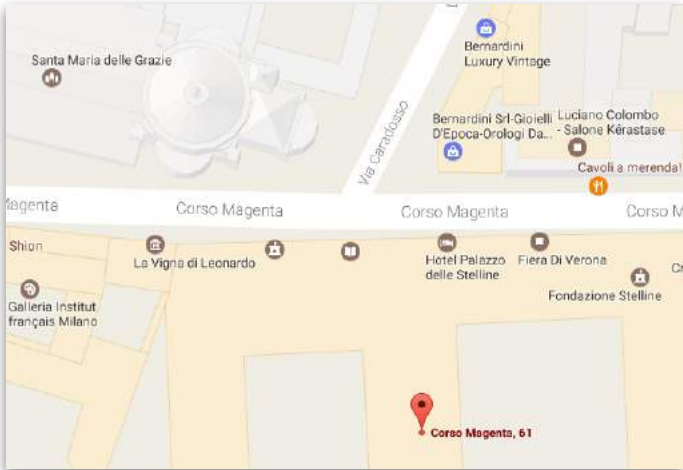 Bernardini
Luxury Vintage
Santa Maria delle Grazie
Via Caradosso
Bernardini Srl-Gioielli
D'Epoca-Orologi Da...
Luciano Colombo
- Salone Kérastase
Cavoli a merenda!
Magenta
Corso Magenta
Corso Magenta
Corso M
Shion
La Vigna di Leonardo
Hotel Palazzo
delle Stelline
Fiera Di Verona
Cr
Fondazione Stelline
Galleria Institut
français Milano
Corso Magenta, 61